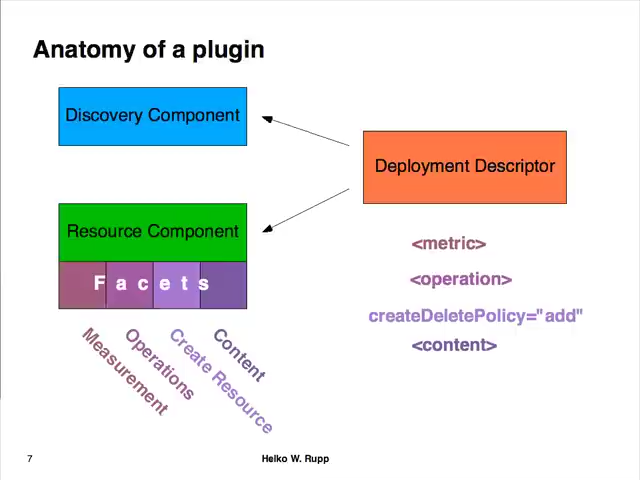 Anatomy of a plugin
Discovery Component
Deployment Descriptor
Resource Component
F a c e t s
Measurement
Operations
Create Resource
Content
<metric>
<operation>
createDeletePolicy="add"
<content>
7
Heiko W. Rupp